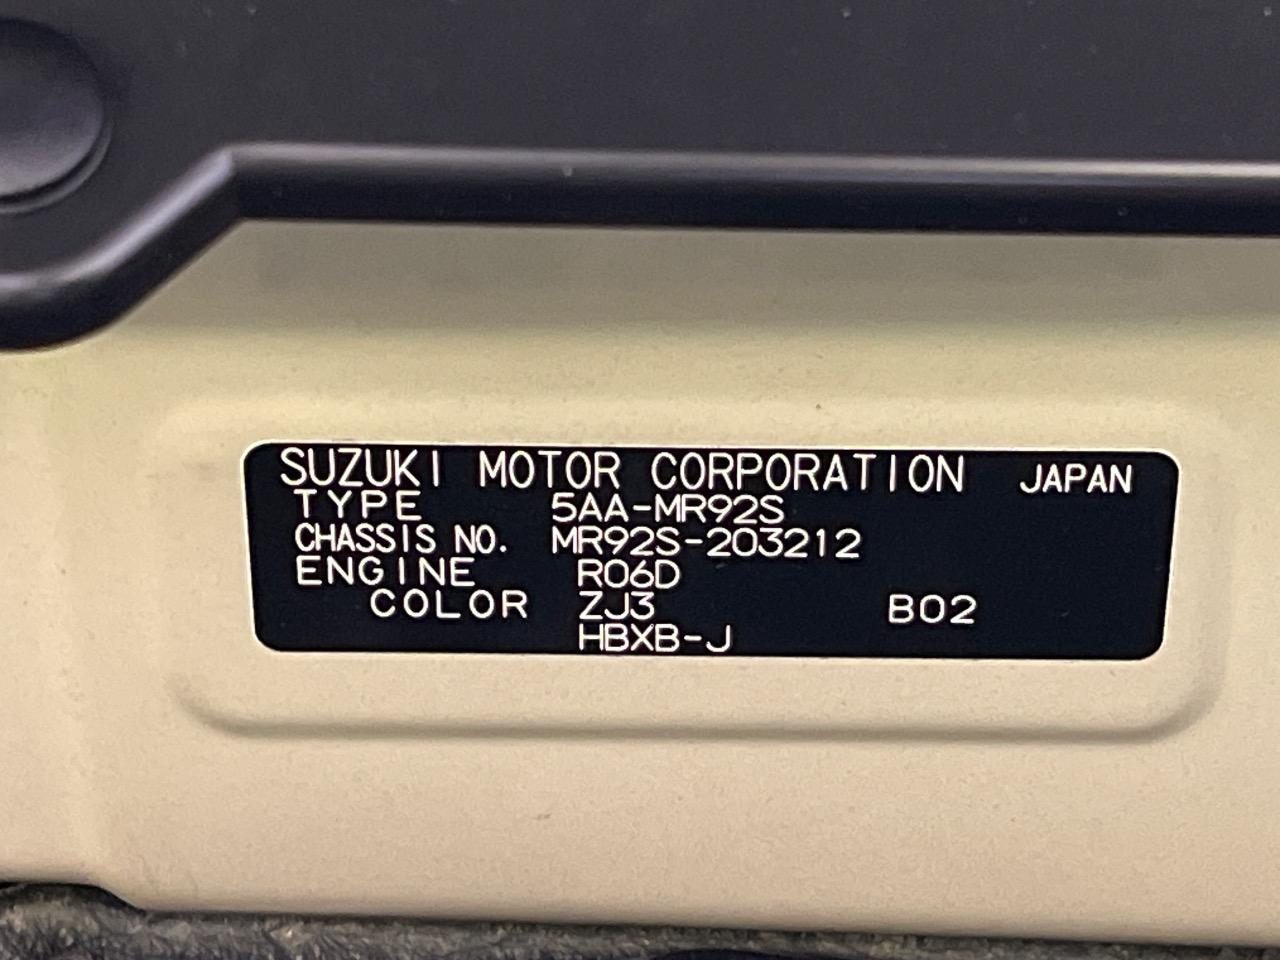 SUZUKI MOTOR CORPORATION JAPAN
TYPE 5AA-MR92S
CHASSIS NO. MR92S-203212
ENGINE R06D
COLOR ZJ3 B02
HBXB-J